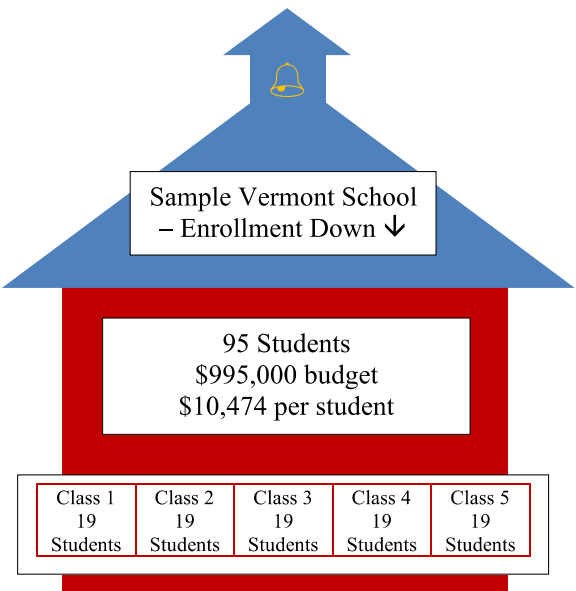 Sample Vermont School
– Enrollment Down ↓
95 Students
$995,000 budget
$10,474 per student
Class 1
19
Students
Class 2
19
Students
Class 3
19
Students
Class 4
19
Students
Class 5
19
Students